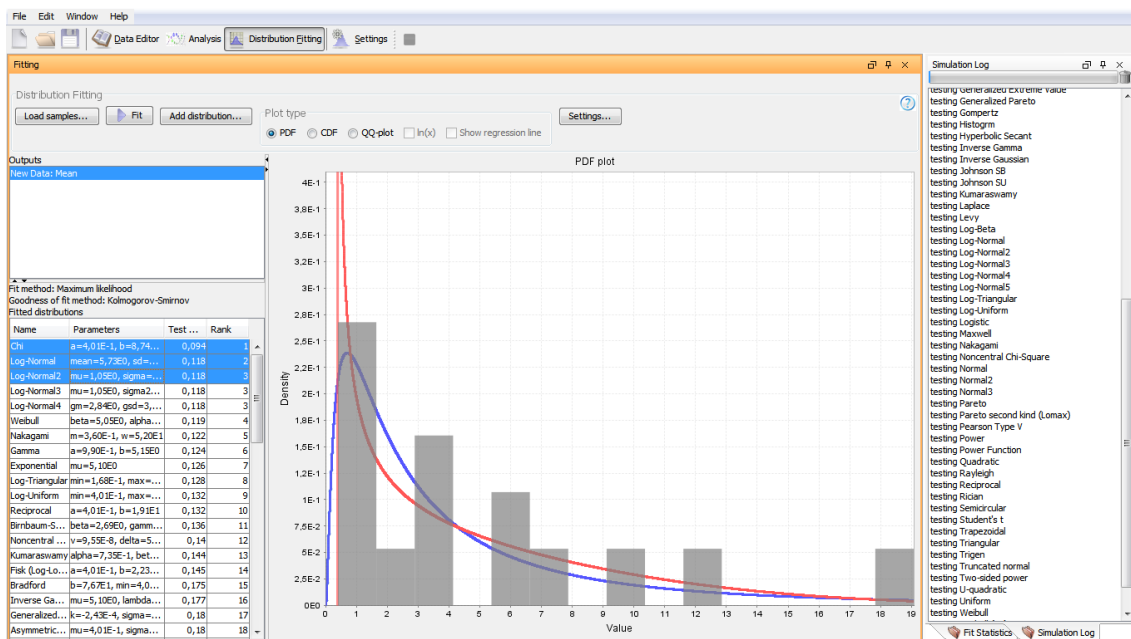 File Edit Window Help
Data Editor Analysis Distribution Fitting Settings
Fitting
Distribution Fitting
Load samples... Fit Add distribution... Plot type Settings...
PDF CDF QQ-plot ln(x) Show regression line
Outputs
New Data: Mean
Fit method: Maximum likelihood
Goodness of fit method: Kolmogorov-Smirnov
Fitted distributions
Name Parameters Test ... Rank
Chi a=4,01E-1, b=8,74... 0,094 1
Log-Normal mean=5,73E0, sd=... 0,118 2
Log-Normal2 mu=1,05E0, sigma=... 0,118 3
Log-Normal3 mu=1,05E0, sigma2... 0,118 3
Log-Normal4 gm=2,84E0, gsd=3,... 0,118 3
Weibull beta=5,05E0, alpha... 0,119 4
Nakagami m=3,60E-1, w=5,20E1 0,122 5
Gamma a=9,90E-1, b=5,15E0 0,124 6
Exponential mu=5,10E0 0,126 7
Log-Triangular min=1,68E-1, max=... 0,128 8
Log-Uniform min=4,01E-1, max=... 0,132 9
Reciprocal a=4,01E-1, b=1,91E1 0,132 10
Birnbaum-S... beta=2,69E0, gamm... 0,136 11
Noncentral ... v=9,55E-8, delta=5... 0,14 12
Kumaraswamy alpha=7,35E-1, bet... 0,144 13
Fisk (Log-Lo... a=4,01E-1, b=2,23... 0,145 14
Bradford b=7,67E1, min=4,0... 0,175 15
Inverse Ga... mu=5,10E0, lambda... 0,177 16
Generalized... k=-2,43E-4, sigma=... 0,18 17
Asymmetric... mu=4,01E-1, sigma... 0,18 18
PDF plot
Density
4E-1
3,8E-1
3,5E-1
3,2E-1
3E-1
2,8E-1
2,5E-1
2,2E-1
2E-1
1,8E-1
1,5E-1
1,2E-1
1E-1
7,5E-2
5E-2
2,5E-2
0E0
0 1 2 3 4 5 6 7 8 9 10 11 12 13 14 15 16 17 18 19
Value
Simulation Log
testing Generalized Extreme Value
testing Generalized Pareto
testing Gompertz
testing Histogrm
testing Hyperbolic Secant
testing Inverse Gamma
testing Inverse Gaussian
testing Johnson SB
testing Johnson SU
testing Kumaraswamy
testing Laplace
testing Levy
testing Log-Beta
testing Log-Normal
testing Log-Normal2
testing Log-Normal3
testing Log-Normal4
testing Log-Normal5
testing Log-Triangular
testing Log-Uniform
testing Logistic
testing Maxwell
testing Nakagami
testing Noncentral Chi-Square
testing Normal
testing Normal2
testing Normal3
testing Pareto
testing Pareto second kind (Lomax)
testing Pearson Type V
testing Power
testing Power Function
testing Quadratic
testing Rayleigh
testing Reciprocal
testing Rician
testing Semicircular
testing Student's t
testing Trapezoidal
testing Triangular
testing Trigen
testing Truncated normal
testing Two-sided power
testing U-quadratic
testing Uniform
testing Weibull
Fit Statistics Simulation Log